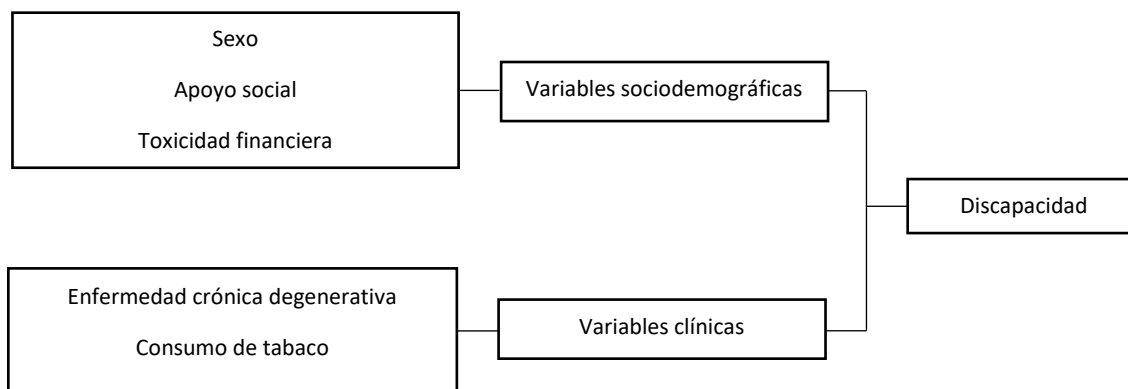 Sexo
Apoyo social
Toxicidad financiera
Variables sociodemográficas
Discapacidad
Enfermedad crónica degenerativa
Consumo de tabaco
Variables clínicas